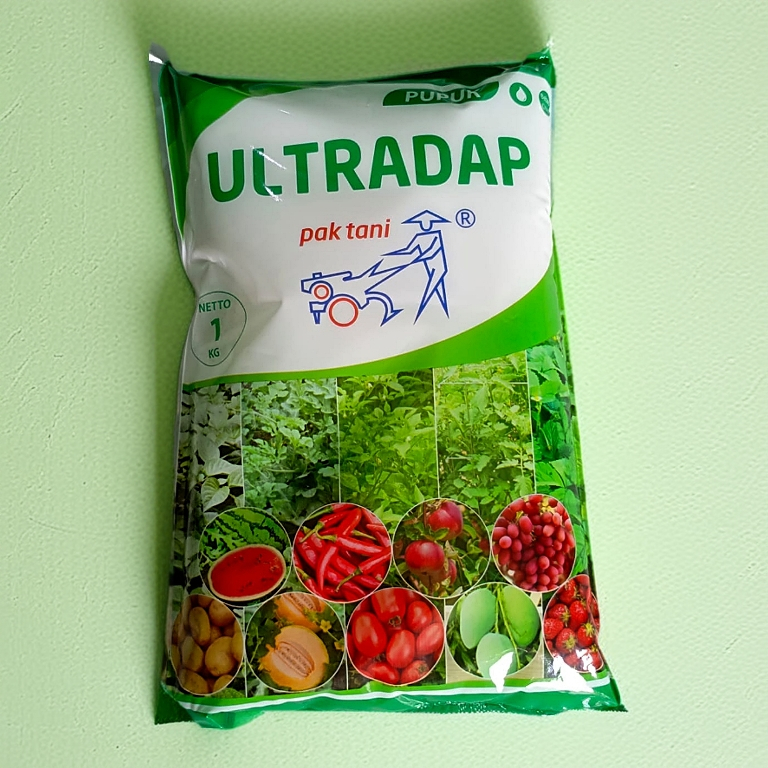 PUPUK
ULTRADAP
pak tani ®
NETTO
1
KG